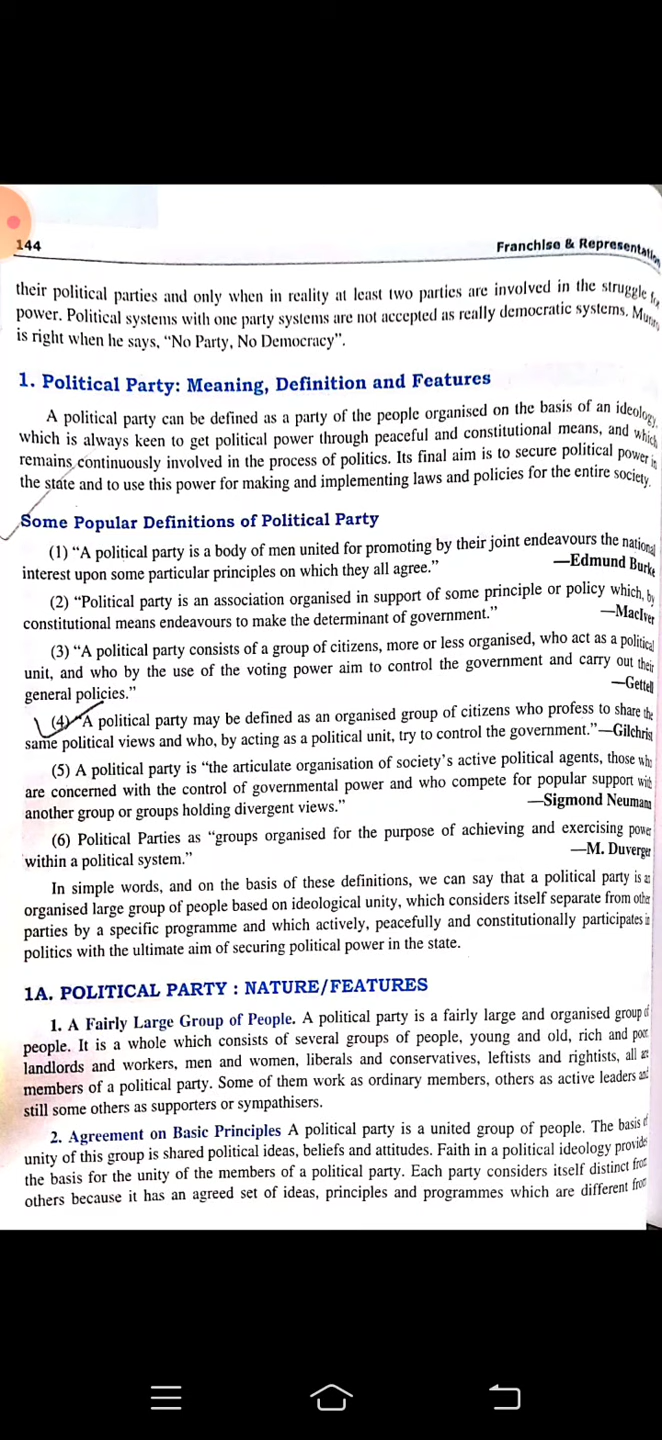 144
Franchise & Representation
their political parties and only when in reality at least two parties are involved in the struggle for
power. Political systems with one party systems are not accepted as really democratic systems. Munro
is right when he says, “No Party, No Democracy”.
1. Political Party: Meaning, Definition and Features
A political party can be defined as a party of the people organised on the basis of an ideology,
which is always keen to get political power through peaceful and constitutional means, and which
remains continuously involved in the process of politics. Its final aim is to secure political power in
the state and to use this power for making and implementing laws and policies for the entire society.
Some Popular Definitions of Political Party
(1) “A political party is a body of men united for promoting by their joint endeavours the national
interest upon some particular principles on which they all agree.” —Edmund Burke
(2) “Political party is an association organised in support of some principle or policy which, by
constitutional means endeavours to make the determinant of government.” —MacIver
(3) “A political party consists of a group of citizens, more or less organised, who act as a political
unit, and who by the use of the voting power aim to control the government and carry out their
general policies.” —Gettell
(4) “A political party may be defined as an organised group of citizens who profess to share the
same political views and who, by acting as a political unit, try to control the government.”—Gilchrist
(5) A political party is “the articulate organisation of society’s active political agents, those who
are concerned with the control of governmental power and who compete for popular support with
another group or groups holding divergent views.” —Sigmond Neumann
(6) Political Parties as “groups organised for the purpose of achieving and exercising power
within a political system.” —M. Duverger
In simple words, and on the basis of these definitions, we can say that a political party is an
organised large group of people based on ideological unity, which considers itself separate from other
parties by a specific programme and which actively, peacefully and constitutionally participates in
politics with the ultimate aim of securing political power in the state.
1A. POLITICAL PARTY : NATURE/FEATURES
1. A Fairly Large Group of People. A political party is a fairly large and organised group of
people. It is a whole which consists of several groups of people, young and old, rich and poor,
landlords and workers, men and women, liberals and conservatives, leftists and rightists, all are
members of a political party. Some of them work as ordinary members, others as active leaders and
still some others as supporters or sympathisers.
2. Agreement on Basic Principles A political party is a united group of people. The basis of
unity of this group is shared political ideas, beliefs and attitudes. Faith in a political ideology provides
the basis for the unity of the members of a political party. Each party considers itself distinct from
others because it has an agreed set of ideas, principles and programmes which are different from